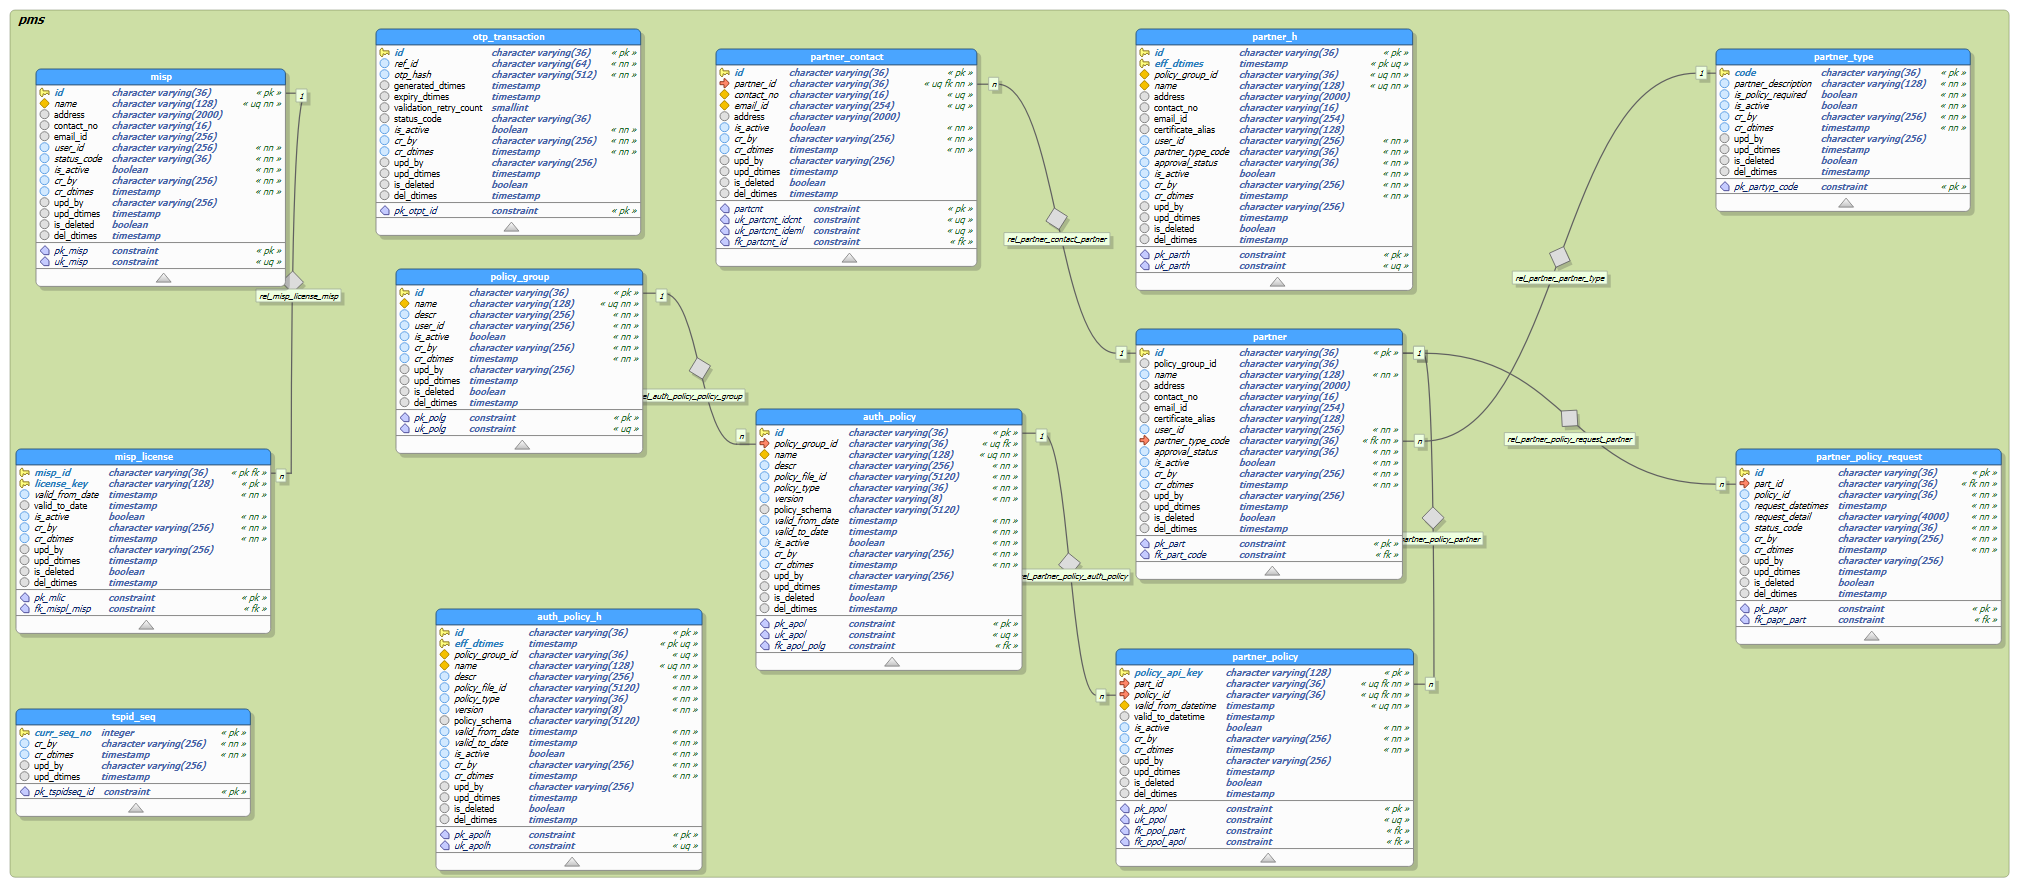 pms
misp
id character varying(36) « pk »
name character varying(128) « uq nn »
address character varying(2000)
contact_no character varying(16)
email_id character varying(256)
user_id character varying(256) « nn »
status_code character varying(36) « nn »
is_active boolean « nn »
cr_by character varying(256) « nn »
cr_dtimes timestamp « nn »
upd_by character varying(256)
upd_dtimes timestamp
is_deleted boolean
del_dtimes timestamp
pk_misp constraint « pk »
uk_misp constraint « uq »
1
rel_misp_license_misp
n
otp_transaction
id character varying(36) « pk »
ref_id character varying(64) « nn »
otp_hash character varying(512) « nn »
generated_dtimes timestamp
expiry_dtimes timestamp
validation_retry_count smallint
status_code character varying(36)
is_active boolean « nn »
cr_by character varying(256) « nn »
cr_dtimes timestamp « nn »
upd_by character varying(256)
upd_dtimes timestamp
is_deleted boolean
del_dtimes timestamp
pk_otpt_id constraint « pk »
partner_contact
id character varying(36) « pk »
partner_id character varying(36) « uq fk nn »
contact_no character varying(16) « uq »
email_id character varying(254) « uq »
address character varying(2000)
is_active boolean « nn »
cr_by character varying(256) « nn »
cr_dtimes timestamp « nn »
upd_by character varying(256)
upd_dtimes timestamp
is_deleted boolean
del_dtimes timestamp
partcnt constraint « pk »
uk_partcnt_idcnt constraint « uq »
uk_partcnt_ideml constraint « uq »
fk_partcnt_id constraint « fk »
n
rel_partner_contact_partner
1
partner_h
id character varying(36) « pk »
eff_dtimes timestamp « pk uq »
policy_group_id character varying(36) « uq nn »
name character varying(128) « uq nn »
address character varying(2000)
contact_no character varying(16)
email_id character varying(254)
certificate_alias character varying(128)
user_id character varying(256) « nn »
partner_type_code character varying(36) « nn »
approval_status character varying(36) « nn »
is_active boolean « nn »
cr_by character varying(256) « nn »
cr_dtimes timestamp « nn »
upd_by character varying(256)
upd_dtimes timestamp
is_deleted boolean
del_dtimes timestamp
pk_parth constraint « pk »
uk_parth constraint « uq »
partner_type
code character varying(36) « pk »
partner_description character varying(128) « nn »
is_policy_required boolean « nn »
is_active boolean « nn »
cr_by character varying(256) « nn »
cr_dtimes timestamp « nn »
upd_by character varying(256)
upd_dtimes timestamp
is_deleted boolean
del_dtimes timestamp
pk_partyp_code constraint « pk »
1
rel_partner_partner_type
n
policy_group
id character varying(36) « pk »
name character varying(128) « uq nn »
descr character varying(256) « nn »
user_id character varying(256) « nn »
is_active boolean « nn »
cr_by character varying(256) « nn »
cr_dtimes timestamp « nn »
upd_by character varying(256)
upd_dtimes timestamp
is_deleted boolean
del_dtimes timestamp
pk_polg constraint « pk »
uk_polg constraint « uq »
1
el_auth_policy_policy_group
n
partner
id character varying(36) « pk »
policy_group_id character varying(36)
name character varying(128) « nn »
address character varying(2000)
contact_no character varying(16)
email_id character varying(254)
certificate_alias character varying(128)
user_id character varying(256) « nn »
partner_type_code character varying(36) « fk nn »
approval_status character varying(36) « nn »
is_active boolean « nn »
cr_by character varying(256) « nn »
cr_dtimes timestamp « nn »
upd_by character varying(256)
upd_dtimes timestamp
is_deleted boolean
del_dtimes timestamp
pk_part constraint « pk »
fk_part_code constraint « fk »
1
rel_partner_policy_request_partner
n
artner_policy_partner
n
auth_policy
id character varying(36) « pk »
policy_group_id character varying(36) « uq fk »
name character varying(128) « uq nn »
descr character varying(256) « nn »
policy_file_id character varying(5120) « nn »
policy_type character varying(36) « nn »
version character varying(8) « nn »
policy_schema character varying(5120)
valid_from_date timestamp « nn »
valid_to_date timestamp « nn »
is_active boolean « nn »
cr_by character varying(256) « nn »
cr_dtimes timestamp « nn »
upd_by character varying(256)
upd_dtimes timestamp
is_deleted boolean
del_dtimes timestamp
pk_apol constraint « pk »
uk_apol constraint « uq »
fk_apol_polg constraint « fk »
1
el_partner_policy_auth_policy
n
misp_license
misp_id character varying(36) « pk fk »
license_key character varying(128) « pk »
valid_from_date timestamp « nn »
valid_to_date timestamp
is_active boolean « nn »
cr_by character varying(256) « nn »
cr_dtimes timestamp « nn »
upd_by character varying(256)
upd_dtimes timestamp
is_deleted boolean
del_dtimes timestamp
pk_mlic constraint « pk »
fk_mispl_misp constraint « fk »
partner_policy_request
id character varying(36) « pk »
part_id character varying(36) « fk nn »
policy_id character varying(36) « nn »
request_datetimes timestamp « nn »
request_detail character varying(4000) « nn »
status_code character varying(36) « nn »
cr_by character varying(256) « nn »
cr_dtimes timestamp « nn »
upd_by character varying(256)
upd_dtimes timestamp
is_deleted boolean
del_dtimes timestamp
pk_papr constraint « pk »
fk_papr_part constraint « fk »
auth_policy_h
id character varying(36) « pk »
eff_dtimes timestamp « pk uq »
policy_group_id character varying(36) « uq »
name character varying(128) « uq nn »
descr character varying(256) « nn »
policy_file_id character varying(5120) « nn »
policy_type character varying(36) « nn »
version character varying(8) « nn »
policy_schema character varying(5120)
valid_from_date timestamp « nn »
valid_to_date timestamp « nn »
is_active boolean « nn »
cr_by character varying(256) « nn »
cr_dtimes timestamp « nn »
upd_by character varying(256)
upd_dtimes timestamp
is_deleted boolean
del_dtimes timestamp
pk_apolh constraint « pk »
uk_apolh constraint « uq »
partner_policy
policy_api_key character varying(128) « pk »
part_id character varying(36) « uq fk nn »
policy_id character varying(36) « uq fk nn »
valid_from_datetime timestamp « uq nn »
valid_to_datetime timestamp
is_active boolean « nn »
cr_by character varying(256) « nn »
cr_dtimes timestamp « nn »
upd_by character varying(256)
upd_dtimes timestamp
is_deleted boolean
del_dtimes timestamp
pk_ppol constraint « pk »
uk_ppol constraint « uq »
fk_ppol_part constraint « fk »
fk_ppol_apol constraint « fk »
tspid_seq
curr_seq_no integer « pk »
cr_by character varying(256) « nn »
cr_dtimes timestamp « nn »
upd_by character varying(256)
upd_dtimes timestamp
pk_tspidseq_id constraint « pk »